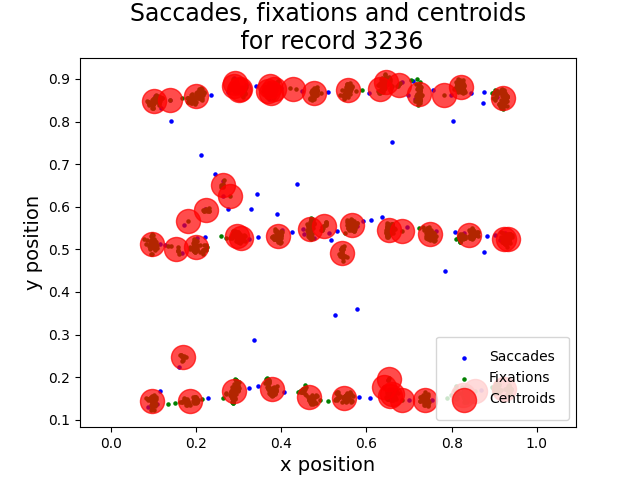 Saccades, fixations and centroids
for record 3236
y position
0.9
0.8
0.7
0.6
0.5
0.4
0.3
0.2
0.1
0.0
0.2
0.4
0.6
0.8
1.0
x position
Saccades
Fixations
Centroids